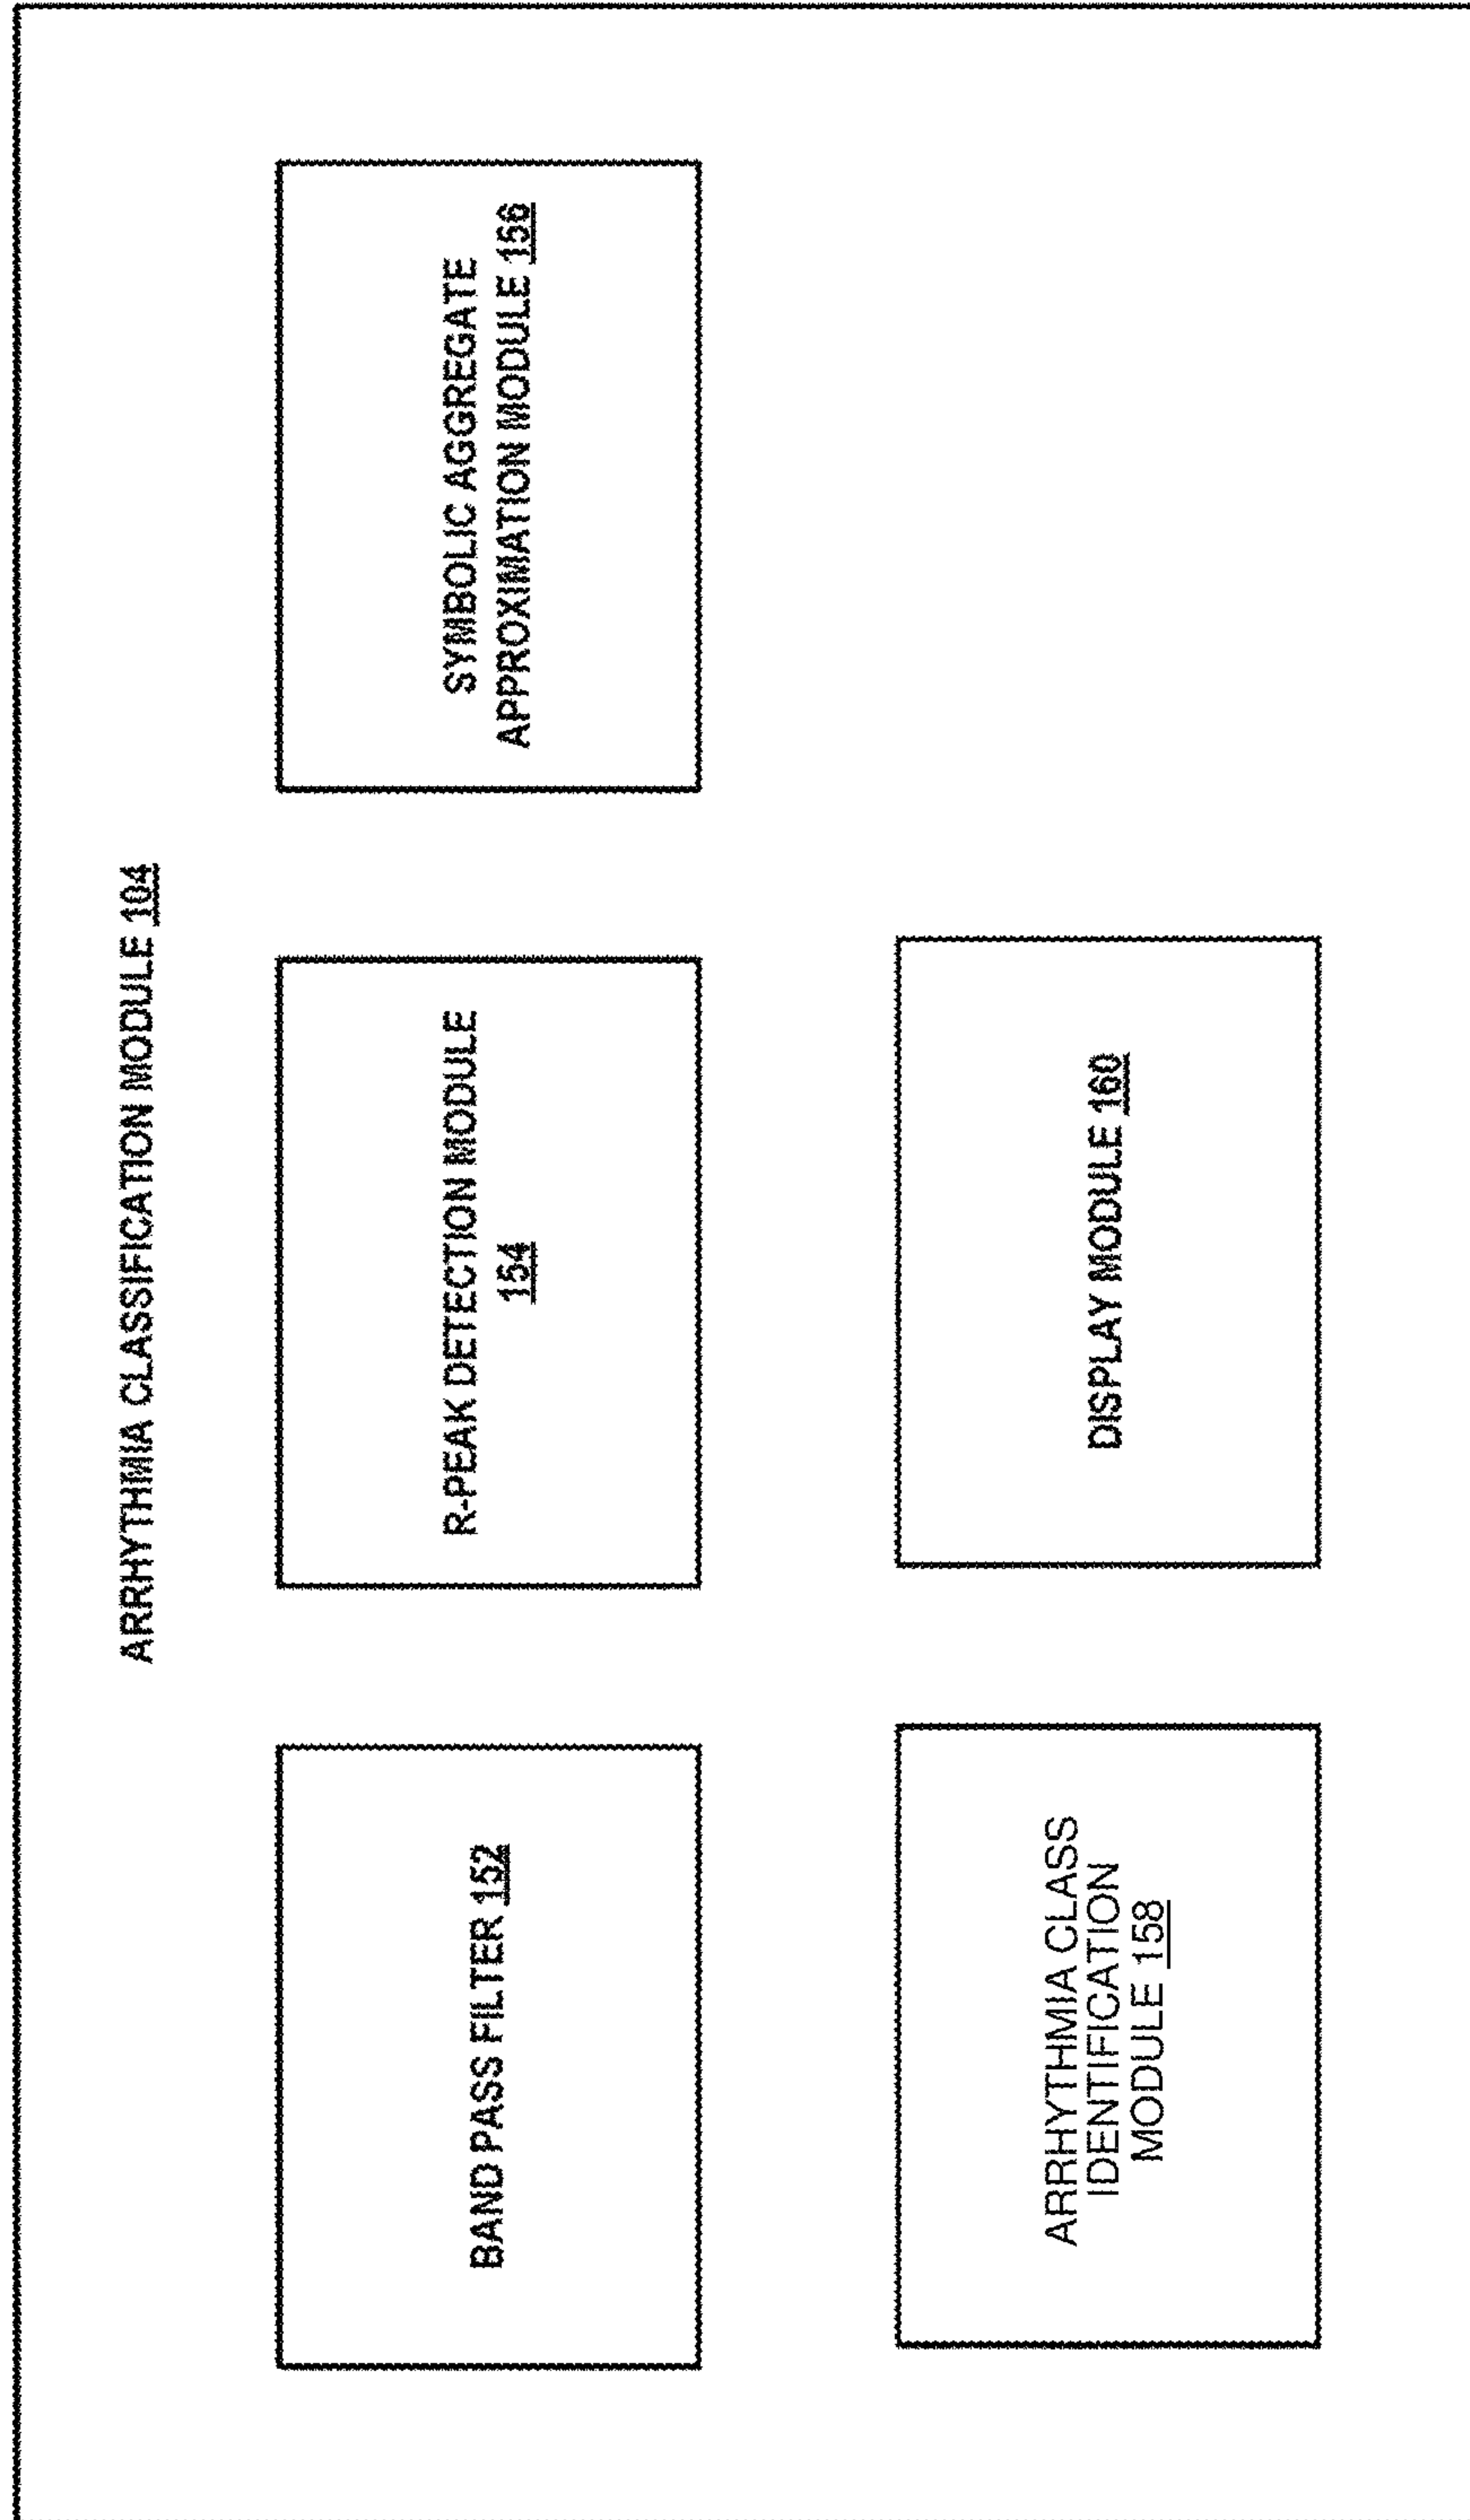 ARRHYTHMIA CLASSIFICATION MODULE 104
BAND PASS FILTER 152
R-PEAK DETECTION MODULE
154
SYMBOLIC AGGREGATE
APPROXIMATION MODULE 156
ARRHYTHMIA CLASS
IDENTIFICATION
MODULE 158
DISPLAY MODULE 160